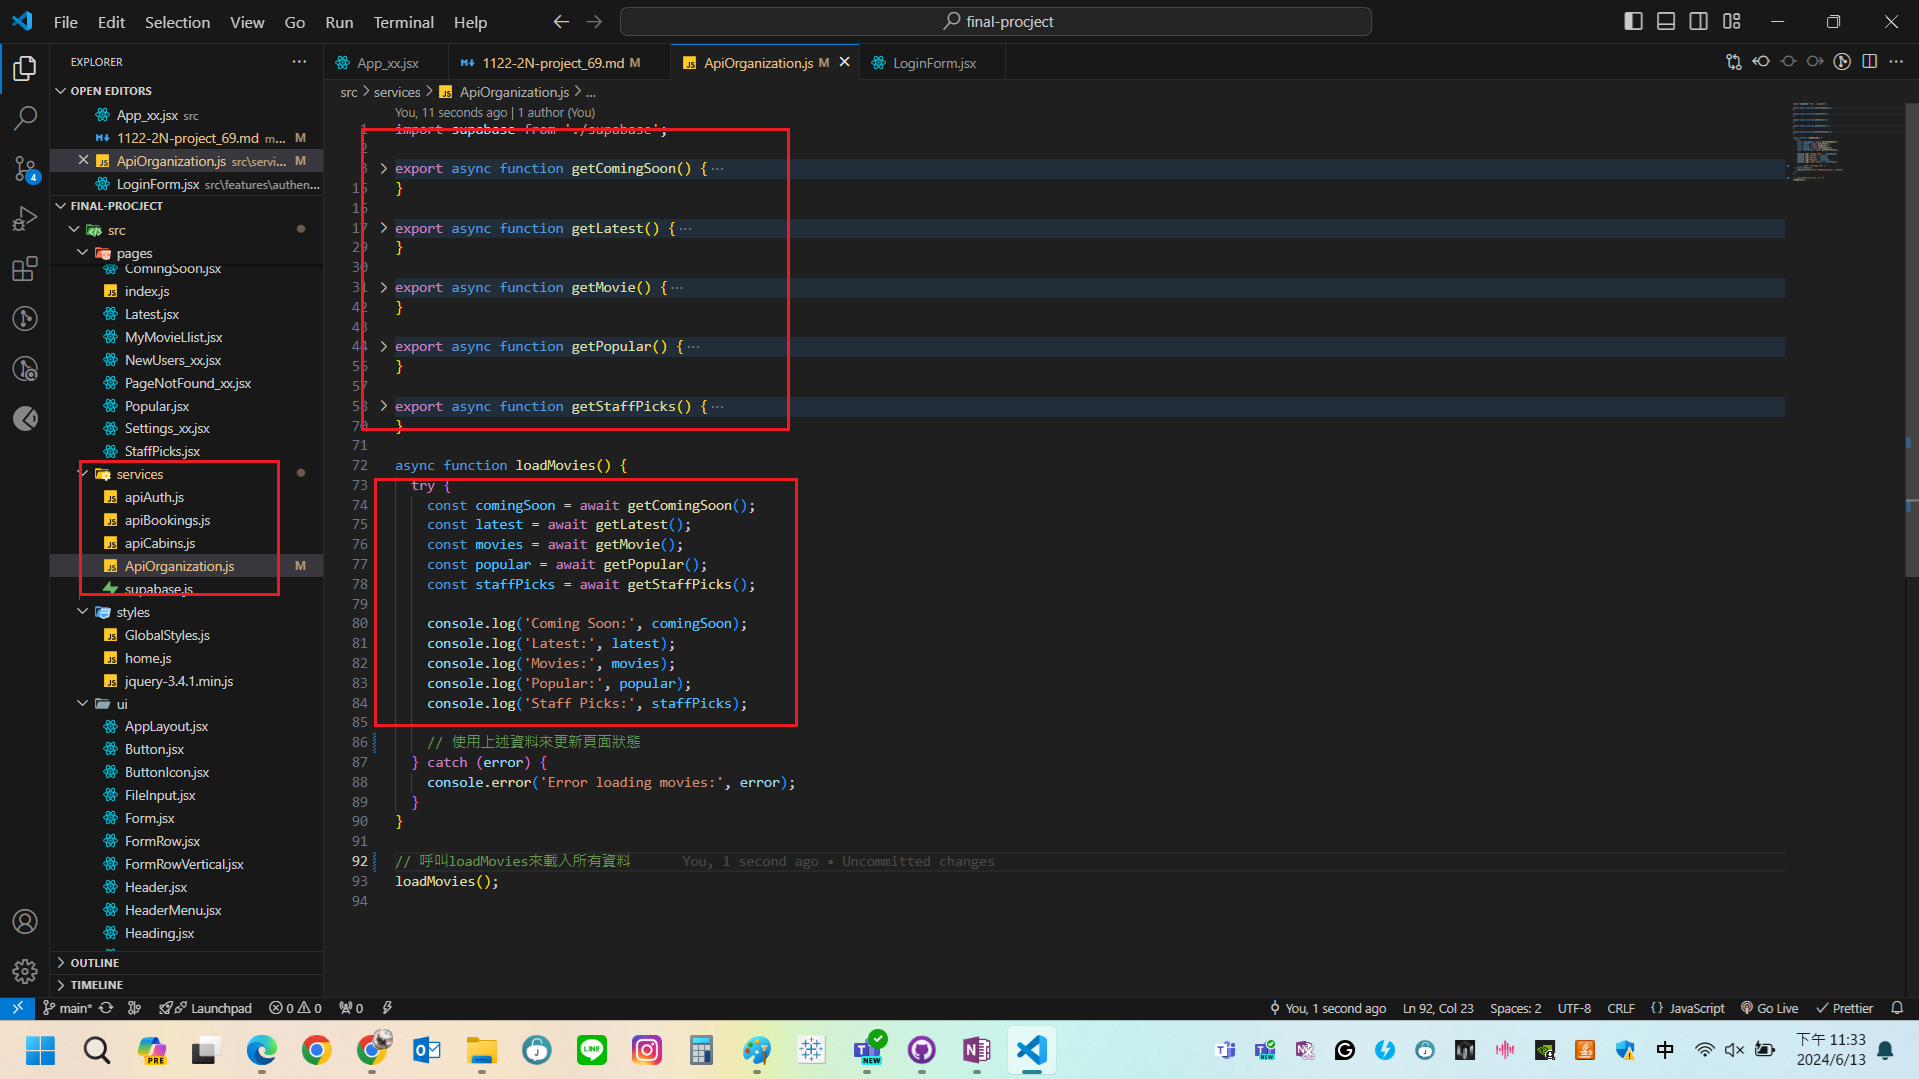 File Edit Selection View Go Run Terminal Help
final-procject
EXPLORER
OPEN EDITORS
App_xx.jsx src
1122-2N-project_69.md m... M
ApiOrganization.js src\servi... M
LoginForm.jsx src\features\authen...
FINAL-PROCJECT
src
pages
ComingSoon.jsx
index.js
Latest.jsx
MyMovieLlist.jsx
NewUsers_xx.jsx
PageNotFound_xx.jsx
Popular.jsx
Settings_xx.jsx
StaffPicks.jsx
services
apiAuth.js
apiBookings.js
apiCabins.js
ApiOrganization.js M
supabase.js
styles
GlobalStyles.js
home.js
jquery-3.4.1.min.js
ui
AppLayout.jsx
Button.jsx
ButtonIcon.jsx
FileInput.jsx
Form.jsx
FormRow.jsx
FormRowVertical.jsx
Header.jsx
HeaderMenu.jsx
Heading.jsx
OUTLINE
TIMELINE
App_xx.jsx 1122-2N-project_69.md M ApiOrganization.js M LoginForm.jsx
src > services > ApiOrganization.js > ...
You, 11 seconds ago | 1 author (You)
1 import supabase from './supabase';
2
3 export async function getComingSoon() { ...
15 }
16
17 export async function getLatest() { ...
29 }
30
31 export async function getMovie() { ...
42 }
43
44 export async function getPopular() { ...
56 }
57
58 export async function getStaffPicks() { ...
70 }
71
72 async function loadMovies() {
73 try {
74 const comingSoon = await getComingSoon();
75 const latest = await getLatest();
76 const movies = await getMovie();
77 const popular = await getPopular();
78 const staffPicks = await getStaffPicks();
79
80 console.log('Coming Soon:', comingSoon);
81 console.log('Latest:', latest);
82 console.log('Movies:', movies);
83 console.log('Popular:', popular);
84 console.log('Staff Picks:', staffPicks);
85
86 // 使用上述資料來更新頁面狀態
87 } catch (error) {
88 console.error('Error loading movies:', error);
89 }
90 }
91
92 // 呼叫loadMovies來載入所有資料 You, 1 second ago • Uncommitted changes
93 loadMovies();
94
4
main* Launchpad 0 0 0
You, 1 second ago Ln 92, Col 23 Spaces: 2 UTF-8 CRLF {} JavaScript Go Live Prettier
PRE LINE NEW NEW 中
下午 11:33
2024/6/13